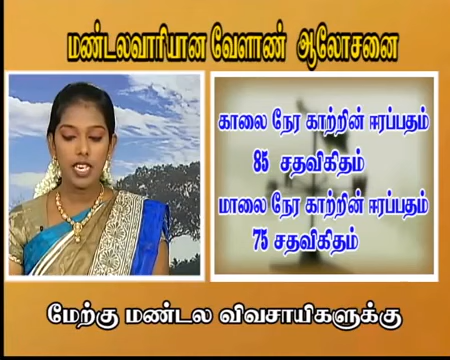 மண்டலவாரியான வேளாண் ஆலோசனை
காலை நேர காற்றின் ஈரப்பதம்
85 சதவிகிதம்
மாலை நேர காற்றின் ஈரப்பதம்
75 சதவிகிதம்
மேற்கு மண்டல விவசாயிகளுக்கு